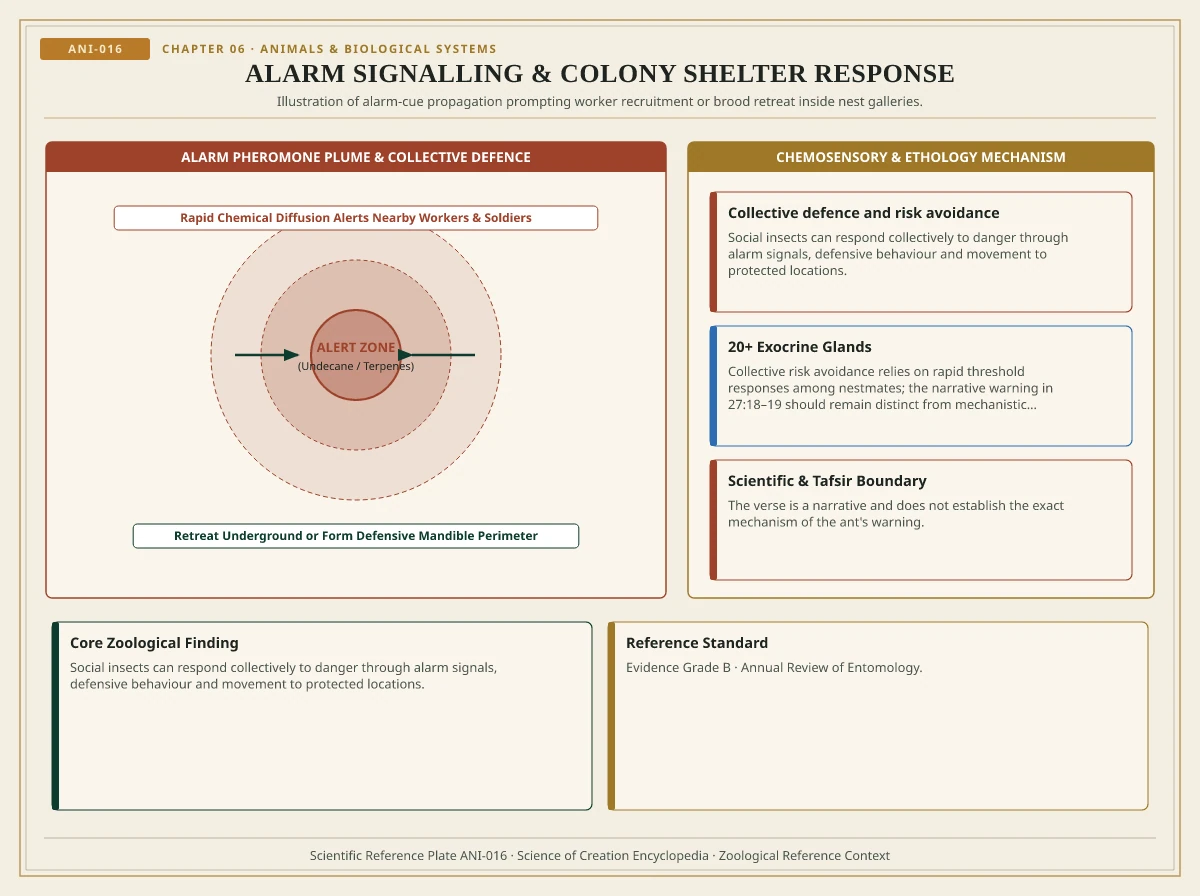 ANI-016
CHAPTER 06 · ANIMALS & BIOLOGICAL SYSTEMS
ALARM SIGNALLING & COLONY SHELTER RESPONSE
Illustration of alarm-cue propagation prompting worker recruitment or brood retreat inside nest galleries.
ALARM PHEROMONE PLUME & COLLECTIVE DEFENCE
Rapid Chemical Diffusion Alerts Nearby Workers & Soldiers
ALERT ZONE
(Undecane / Terpenes)
Retreat Underground or Form Defensive Mandible Perimeter
CHEMOSENSORY & ETHOLOGY MECHANISM
Collective defence and risk avoidance
Social insects can respond collectively to danger through
alarm signals, defensive behaviour and movement to
protected locations.
20+ Exocrine Glands
Collective risk avoidance relies on rapid threshold
responses among nestmates; the narrative warning in
27:18–19 should remain distinct from mechanistic...
Scientific & Tafsir Boundary
The verse is a narrative and does not establish the exact
mechanism of the ant's warning.
Core Zoological Finding
Social insects can respond collectively to danger through alarm signals,
defensive behaviour and movement to protected locations.
Reference Standard
Evidence Grade B · Annual Review of Entomology.
Scientific Reference Plate ANI-016 · Science of Creation Encyclopedia · Zoological Reference Context